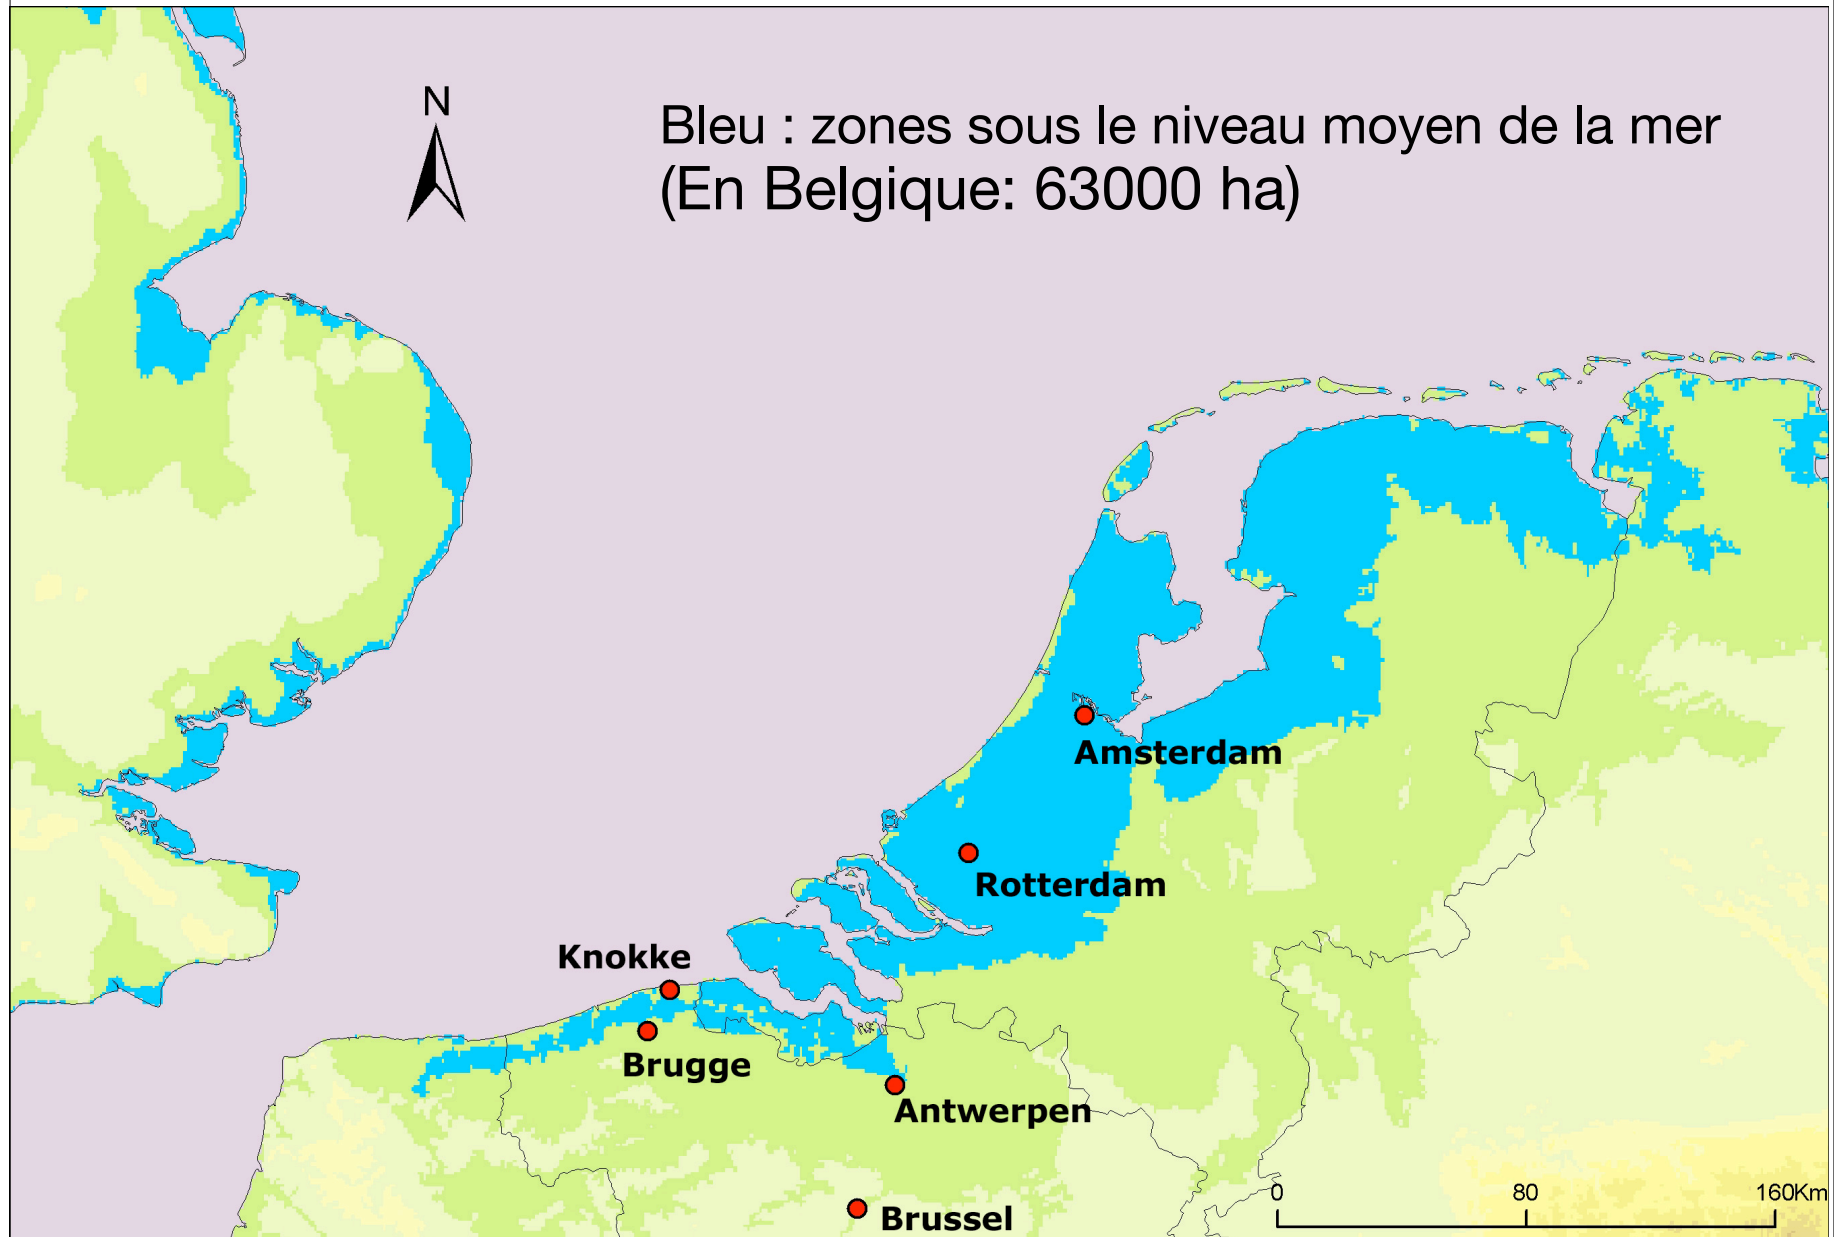 N
Bleu : zones sous le niveau moyen de la mer
(En Belgique: 63000 ha)
Amsterdam
Rotterdam
Knokke
Brugge
Antwerpen
Brussel
0 80 160Km